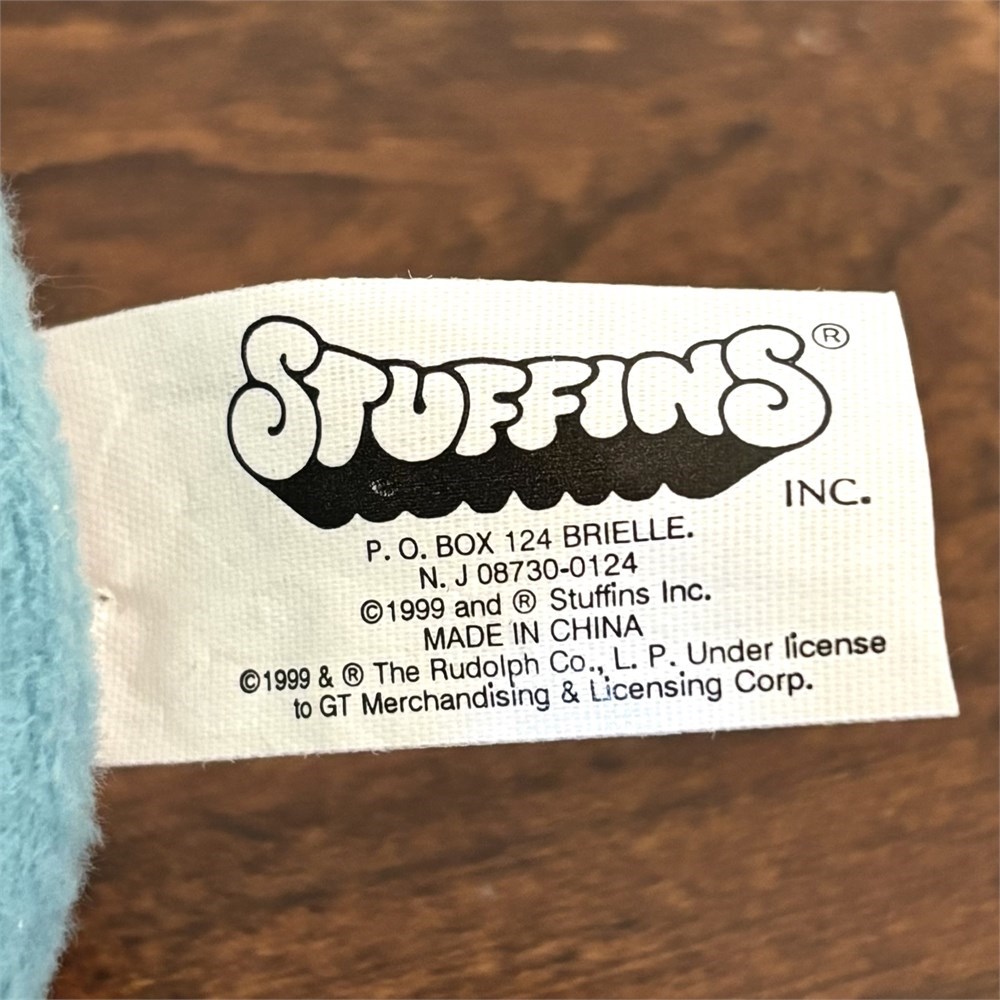 STUFFINS®
INC.
P. O. BOX 124 BRIELLE.
N. J 08730-0124
©1999 and ® Stuffins Inc.
MADE IN CHINA
©1999 & ® The Rudolph Co., L. P. Under license
to GT Merchandising & Licensing Corp.